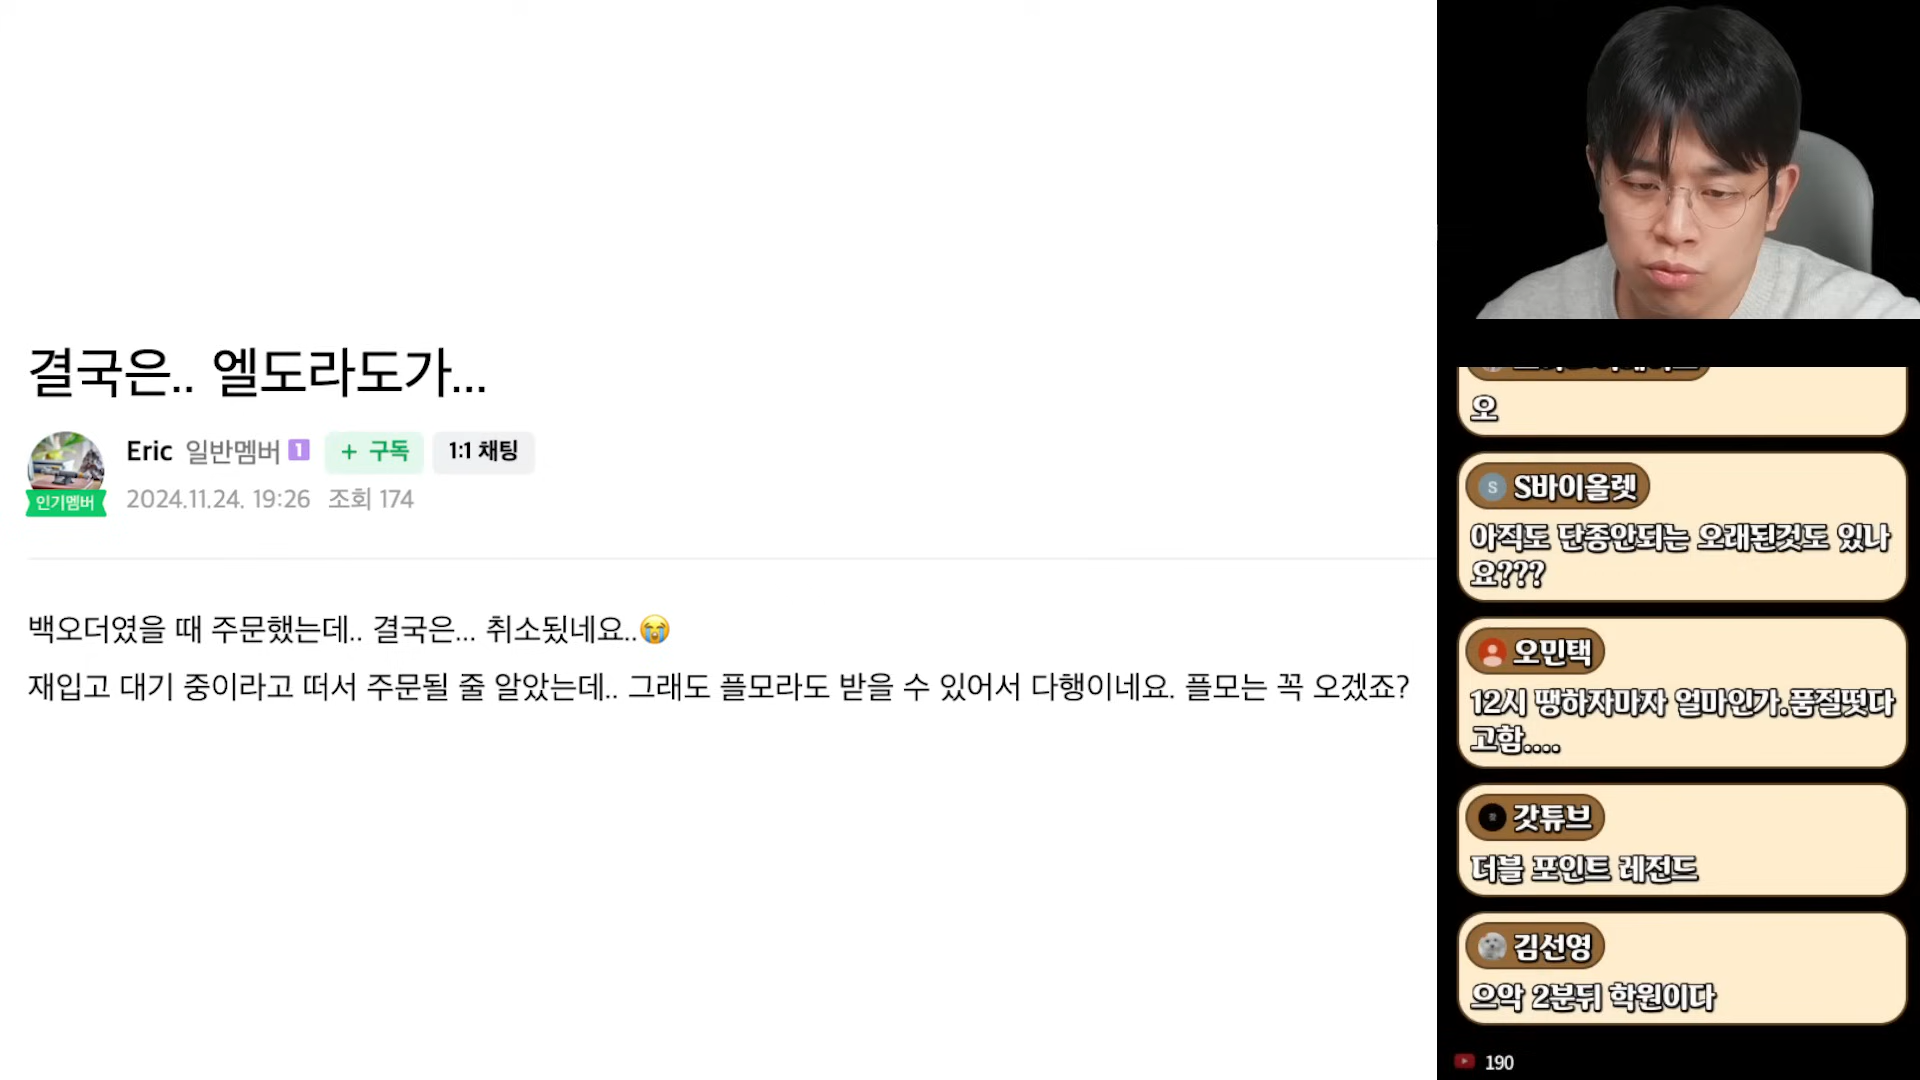 결국은.. 엘도라도가...
Eric 일반멤버 1 + 구독 1:1 채팅
인기멤버
2024.11.24. 19:26 조회 174
백오더였을 때 주문했는데.. 결국은... 취소됐네요..😭
재입고 대기 중이라고 떠서 주문될 줄 알았는데.. 그래도 플모라도 받을 수 있어서 다행이네요. 플모는 꼭 오겠죠?
오
S S바이올렛
아직도 단종안되는 오래된것도 있나
요???
오민택
12시 땡하자마자 얼마인가.품절떳다
고함....
갓튜브
더블 포인트 레전드
김선영
으악 2분뒤 학원이다
190